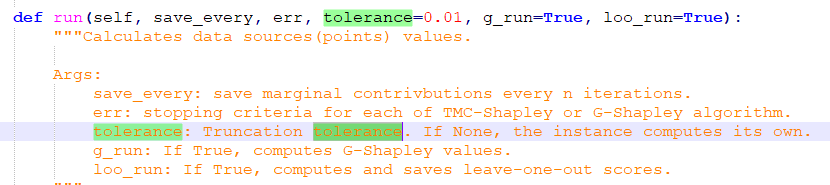 def run(self, save_every, err, tolerance=0.01, g_run=True, loo_run=True):
"""Calculates data sources(points) values.
Args:
save_every: save marginal contrivbutions every n iterations.
err: stopping criteria for each of TMC-Shapley or G-Shapley algorithm.
tolerance: Truncation tolerance. If None, the instance computes its own.
g_run: If True, computes G-Shapley values.
loo_run: If True, computes and saves leave-one-out scores.
"""